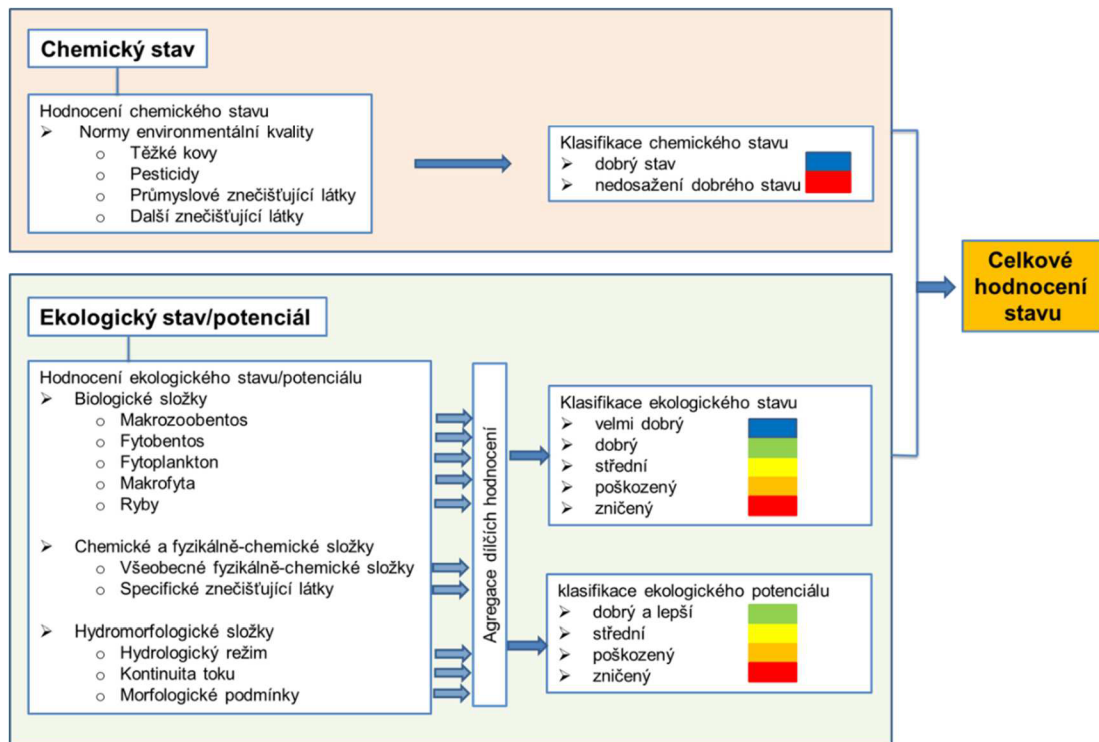 Chemický stav
Hodnocení chemického stavu
➢ Normy environmentální kvality
o Těžké kovy
o Pesticidy
o Průmyslové znečišťující látky
o Další znečišťující látky
Klasifikace chemického stavu
➢ dobrý stav
➢ nedosažení dobrého stavu
Celkové
hodnocení
stavu
Ekologický stav/potenciál
Hodnocení ekologického stavu/potenciálu
➢ Biologické složky
o Makrozoobentos
o Fytobentos
o Fytoplankton
o Makrofyta
o Ryby
➢ Chemické a fyzikálně-chemické složky
o Všeobecné fyzikálně-chemické složky
o Specifické znečišťující látky
➢ Hydromorfologické složky
o Hydrologický režim
o Kontinuita toku
o Morfologické podmínky
Agregace dílčích hodnocení
Klasifikace ekologického stavu
➢ velmi dobrý
➢ dobrý
➢ střední
➢ poškozený
➢ zničený
klasifikace ekologického potenciálu
➢ dobrý a lepší
➢ střední
➢ poškozený
➢ zničený